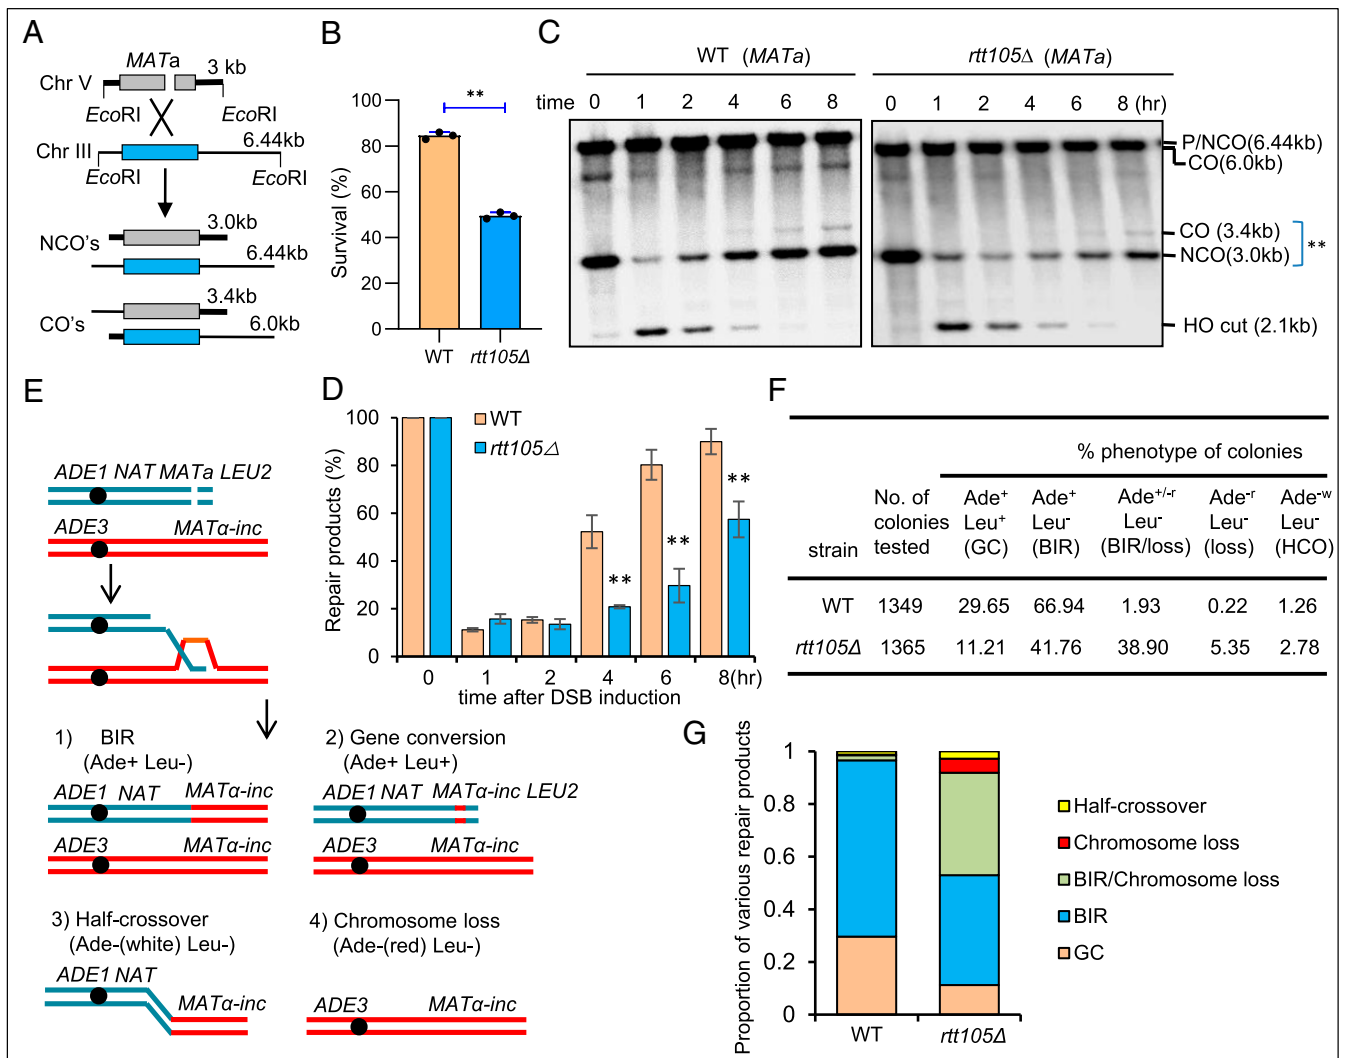 A
MATa
Chr V
3 kb
EcoRI
EcoRI
Chr III
6.44kb
EcoRI
EcoRI
NCO's
3.0kb
6.44kb
CO's
3.4kb
6.0kb
B
**
Survival (%)
100
80
60
40
20
0
WT
rtt105Δ
C
WT (MATa)
rtt105Δ (MATa)
time 0 1 2 4 6 8
0 1 2 4 6 8 (hr)
P/NCO(6.44kb)
CO(6.0kb)
CO (3.4kb)
NCO(3.0kb)
**
HO cut (2.1kb)
E
ADE1 NAT MATa LEU2
ADE3 MATα-inc
1) BIR
(Ade+ Leu-)
ADE1 NAT MATα-inc
ADE3 MATα-inc
2) Gene conversion
(Ade+ Leu+)
ADE1 NAT MATα-inc LEU2
ADE3 MATα-inc
3) Half-crossover
(Ade-(white) Leu-)
ADE1 NAT
MATα-inc
4) Chromosome loss
(Ade-(red) Leu-)
ADE3 MATα-inc
D
Repair products (%)
100
80
60
40
20
0
WT
rtt105△
**
**
**
0 1 2 4 6 8(hr)
time after DSB induction
F
% phenotype of colonies
strain
No. of
colonies
tested
Ade+
Leu+
(GC)
Ade+
Leu-
(BIR)
Ade+/-r
Leu-
(BIR/loss)
Ade-r
Leu-
(loss)
Ade-w
Leu-
(HCO)
WT 1349 29.65 66.94 1.93 0.22 1.26
rtt105Δ 1365 11.21 41.76 38.90 5.35 2.78
G
Proportion of various repair products
1
0.8
0.6
0.4
0.2
0
WT
rtt105Δ
Half-crossover
Chromosome loss
BIR/Chromosome loss
BIR
GC